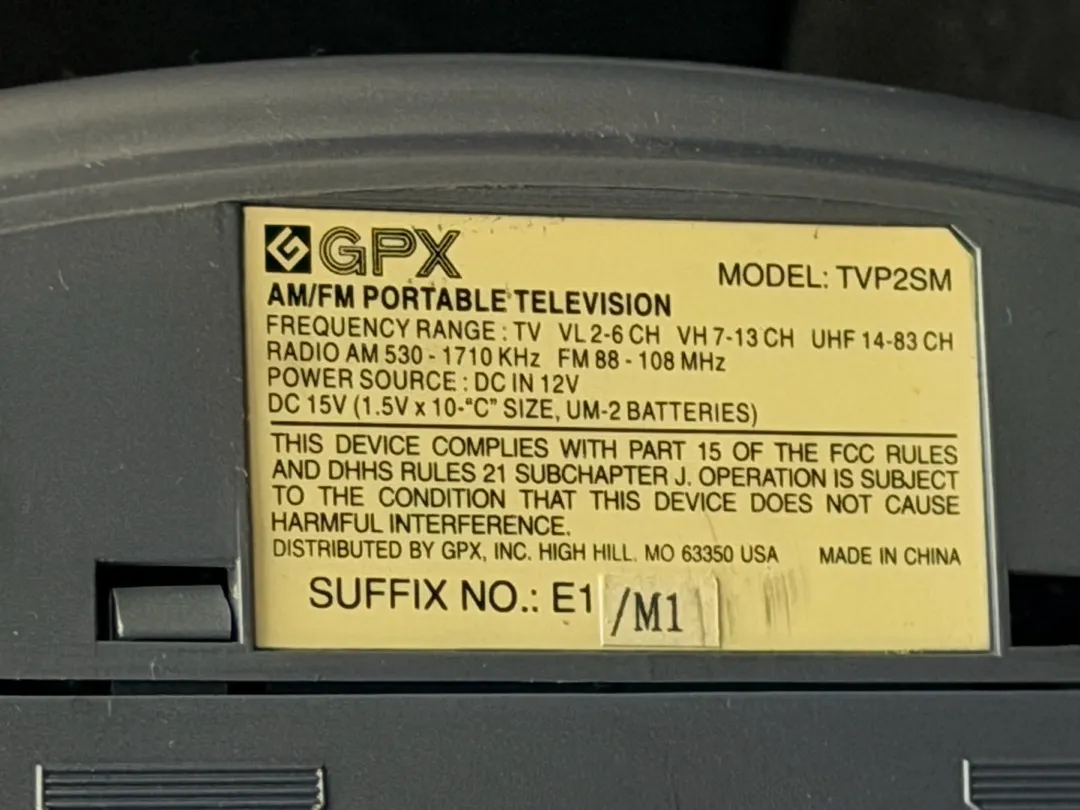 GPX
MODEL: TVP2SM
AM/FM PORTABLE TELEVISION
FREQUENCY RANGE : TV VL 2-6 CH VH 7-13 CH UHF 14-83 CH
RADIO AM 530 - 1710 KHz FM 88 - 108 MHz
POWER SOURCE : DC IN 12V
DC 15V (1.5V x 10-“C” SIZE, UM-2 BATTERIES)
THIS DEVICE COMPLIES WITH PART 15 OF THE FCC RULES
AND DHHS RULES 21 SUBCHAPTER J. OPERATION IS SUBJECT
TO THE CONDITION THAT THIS DEVICE DOES NOT CAUSE
HARMFUL INTERFERENCE.
DISTRIBUTED BY GPX, INC. HIGH HILL. MO 63350 USA MADE IN CHINA
SUFFIX NO.: E1 /M1